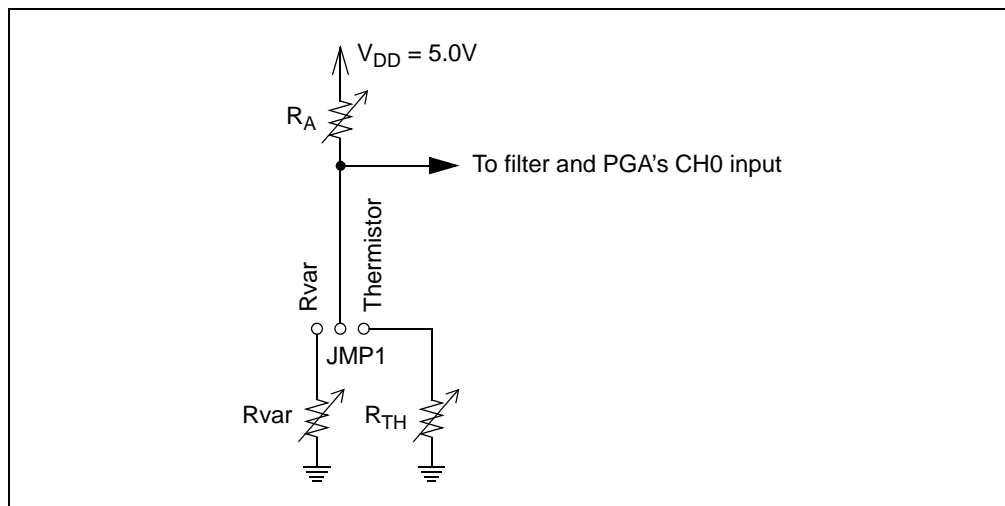 V_DD = 5.0V
R_A
To filter and PGA's CH0 input
Rvar
Thermistor
JMP1
Rvar
R_TH